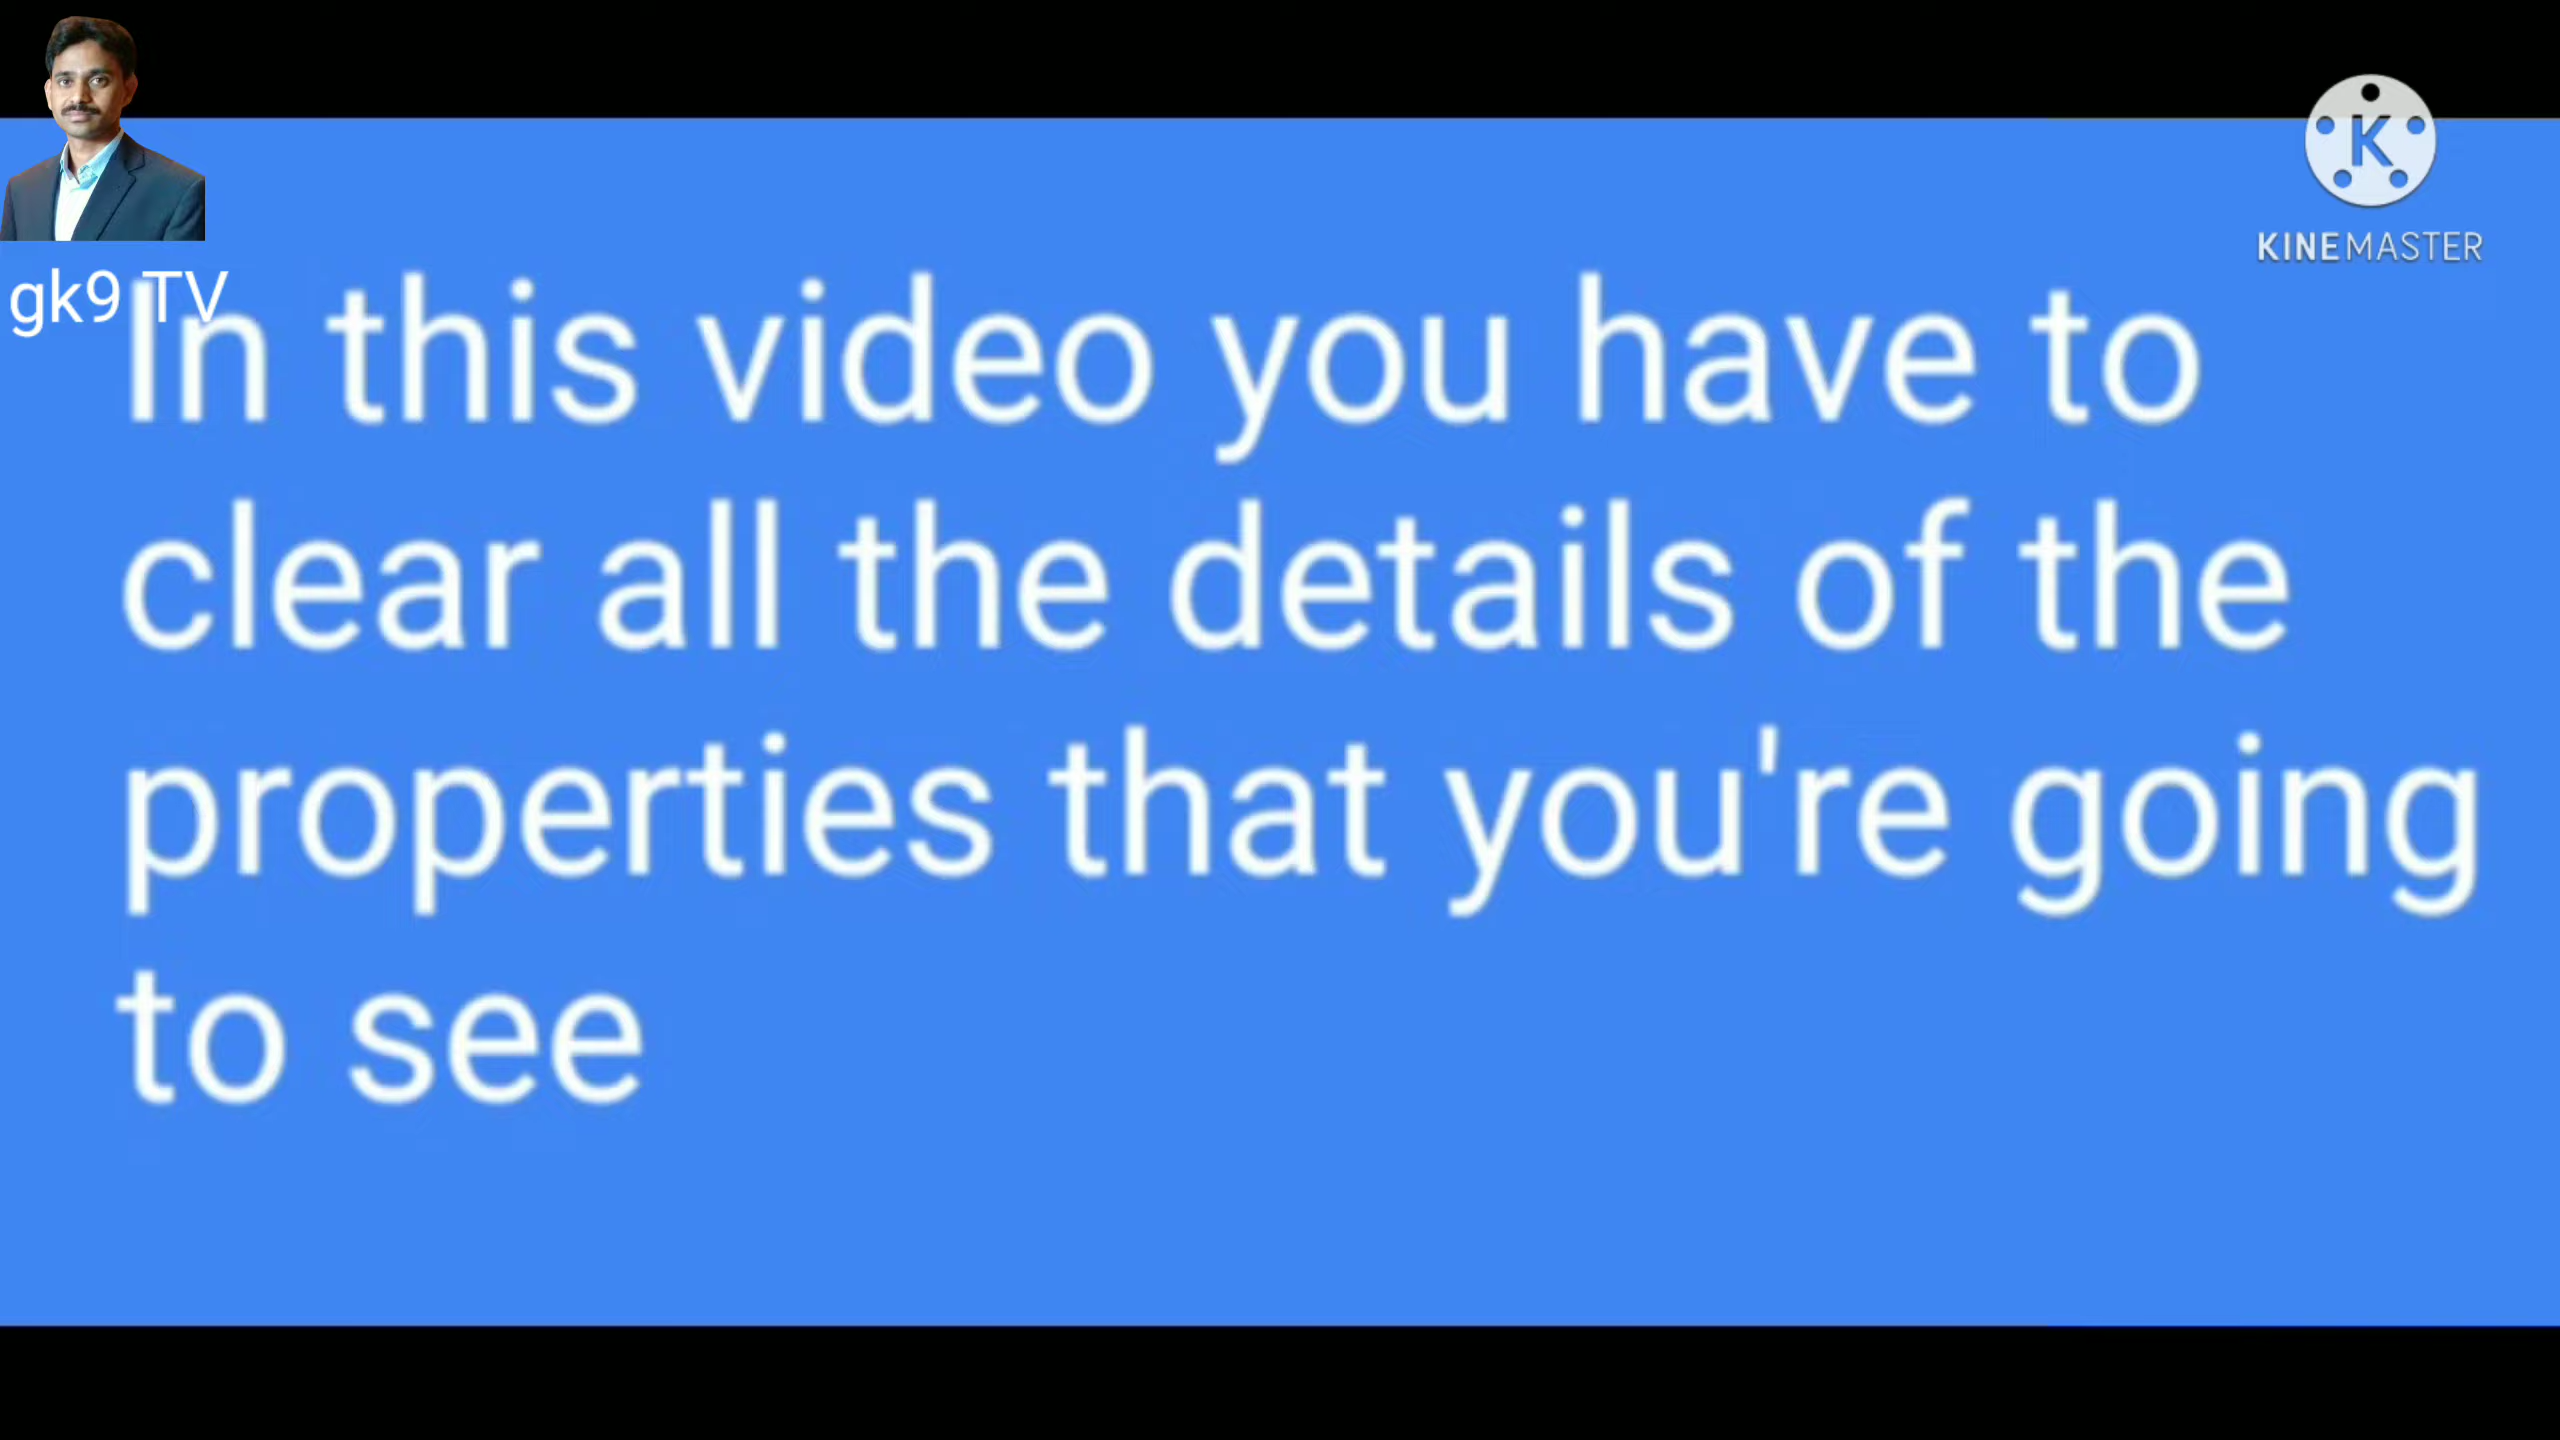 K
KINEMASTER
gk9 TV
In this video you have to
clear all the details of the
properties that you're going
to see